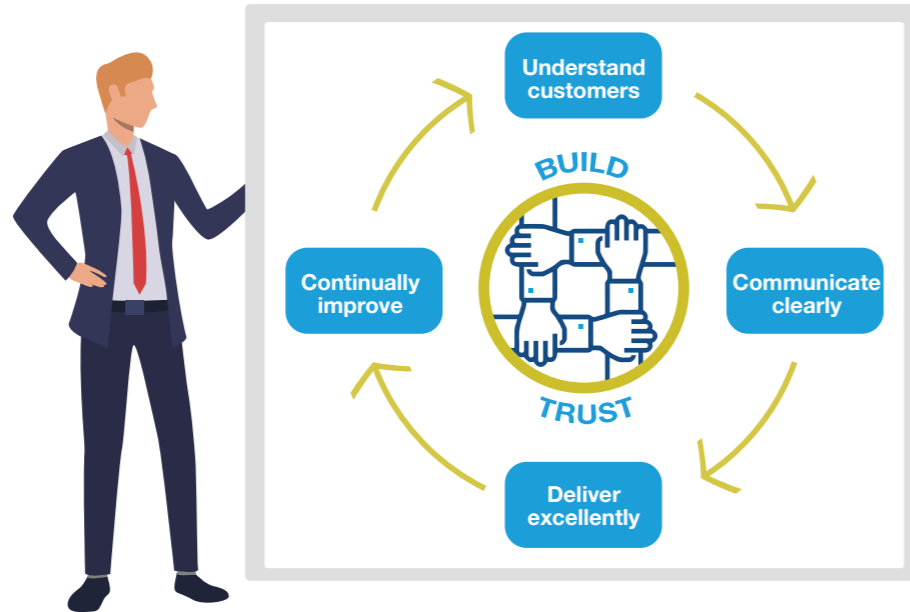 Understand
customers
BUILD
Continually
improve
Communicate
clearly
TRUST
Deliver
excellently